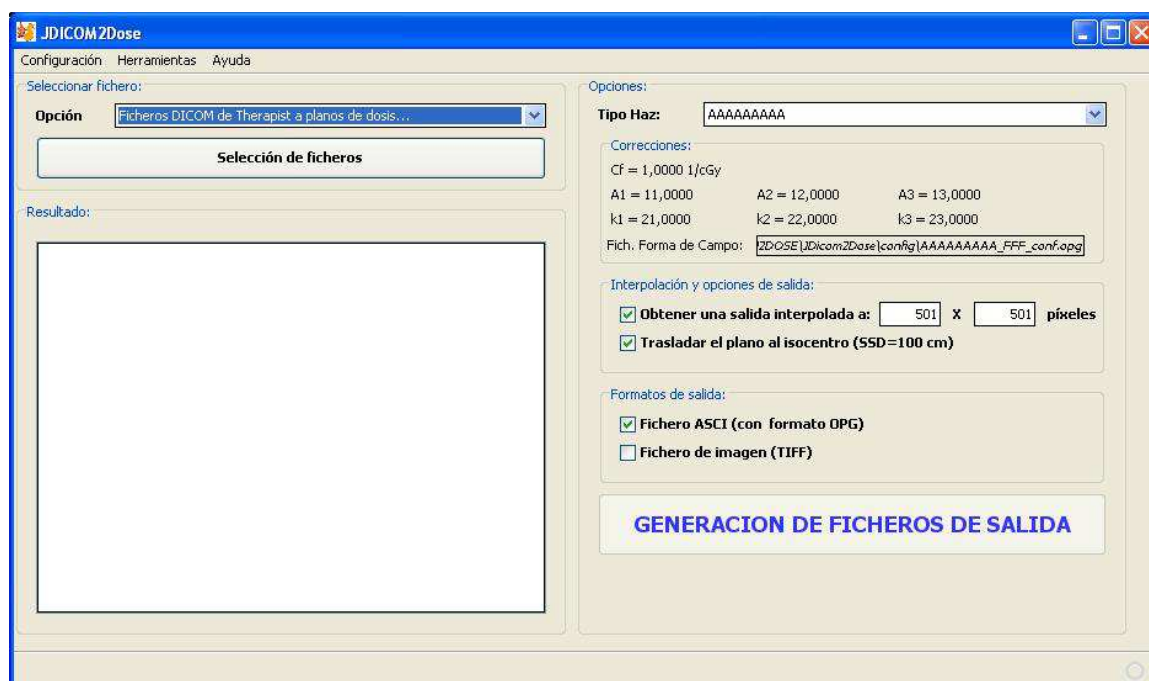 JDICOM2Dose
Configuración Herramientas Ayuda
Seleccionar fichero:
Opción Ficheros DICOM de Therapist a planos de dosis...
Selección de ficheros
Resultado:
Opciones:
Tipo Haz: AAAAAAAAA
Correcciones:
Cf = 1,0000 1/cGy
A1 = 11,0000 A2 = 12,0000 A3 = 13,0000
k1 = 21,0000 k2 = 22,0000 k3 = 23,0000
Fich. Forma de Campo: 2DOSE\JDicom2Dose\config\AAAAAAAAA_FFF_conf.opg
Interpolación y opciones de salida:
Obtener una salida interpolada a: 501 X 501 píxeles
Trasladar el plano al isocentro (SSD=100 cm)
Formatos de salida:
Fichero ASCI (con formato OPG)
Fichero de imagen (TIFF)
GENERACION DE FICHEROS DE SALIDA